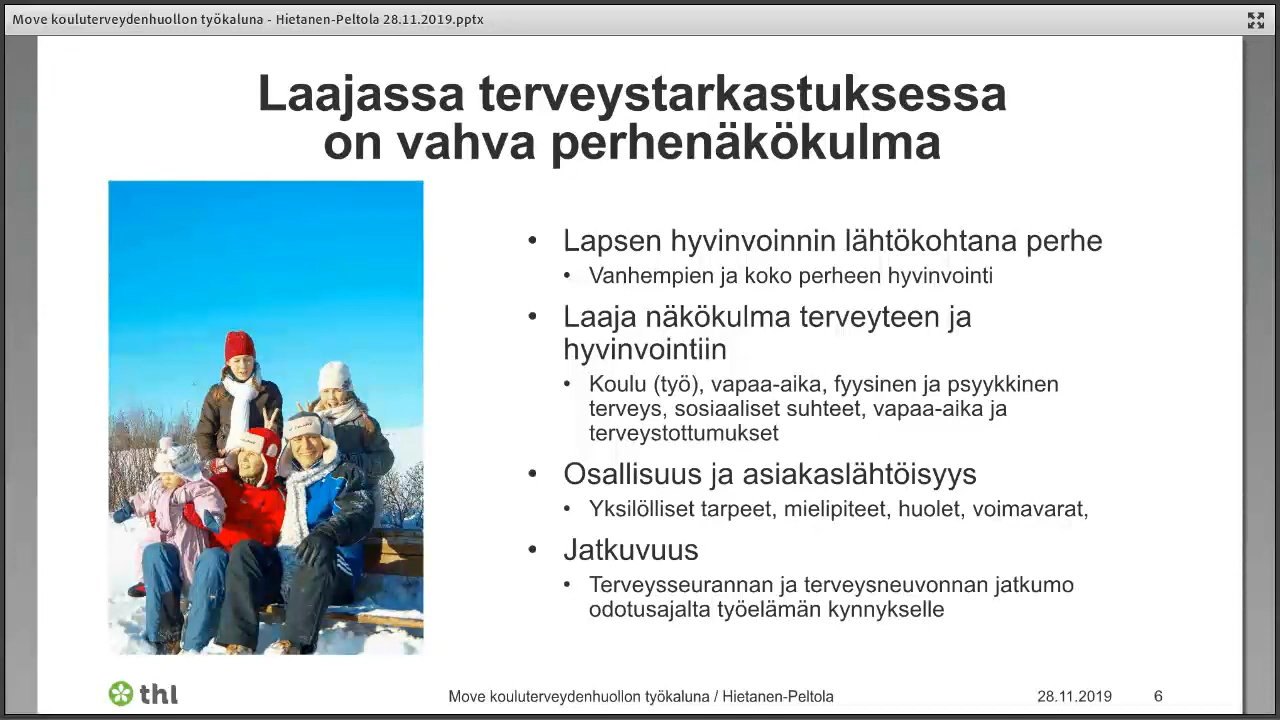 Move kouluterveydenhuollon työkaluna - Hietanen-Peltola 28.11.2019.pptx
Laajassa terveystarkastuksessa
on vahva perhenäkökulma
• Lapsen hyvinvoinnin lähtökohtana perhe
• Vanhempien ja koko perheen hyvinvointi
• Laaja näkökulma terveyteen ja
hyvinvointiin
• Koulu (työ), vapaa-aika, fyysinen ja psyykkinen
terveys, sosiaaliset suhteet, vapaa-aika ja
terveystottumukset
• Osallisuus ja asiakaslähtöisyys
• Yksilölliset tarpeet, mielipiteet, huolet, voimavarat,
• Jatkuvuus
• Terveysseurannan ja terveysneuvonnan jatkumo
odotusajalta työelämän kynnykselle
thl
Move kouluterveydenhuollon työkaluna / Hietanen-Peltola
28.11.2019
6